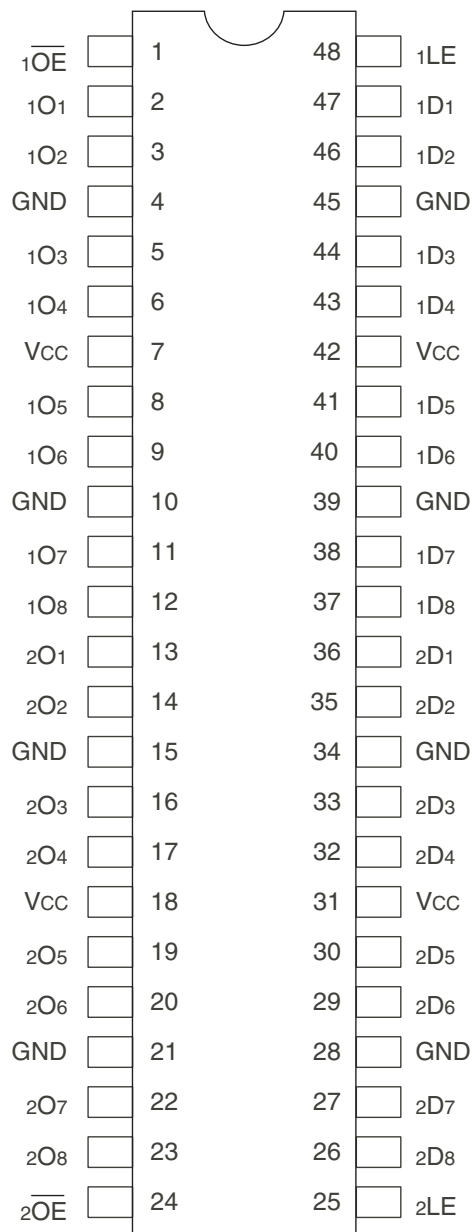 1O̅E̅ 1 48 1LE
1O1 2 47 1D1
1O2 3 46 1D2
GND 4 45 GND
1O3 5 44 1D3
1O4 6 43 1D4
VCC 7 42 VCC
1O5 8 41 1D5
1O6 9 40 1D6
GND 10 39 GND
1O7 11 38 1D7
1O8 12 37 1D8
2O1 13 36 2D1
2O2 14 35 2D2
GND 15 34 GND
2O3 16 33 2D3
2O4 17 32 2D4
VCC 18 31 VCC
2O5 19 30 2D5
2O6 20 29 2D6
GND 21 28 GND
2O7 22 27 2D7
2O8 23 26 2D8
2O̅E̅ 24 25 2LE